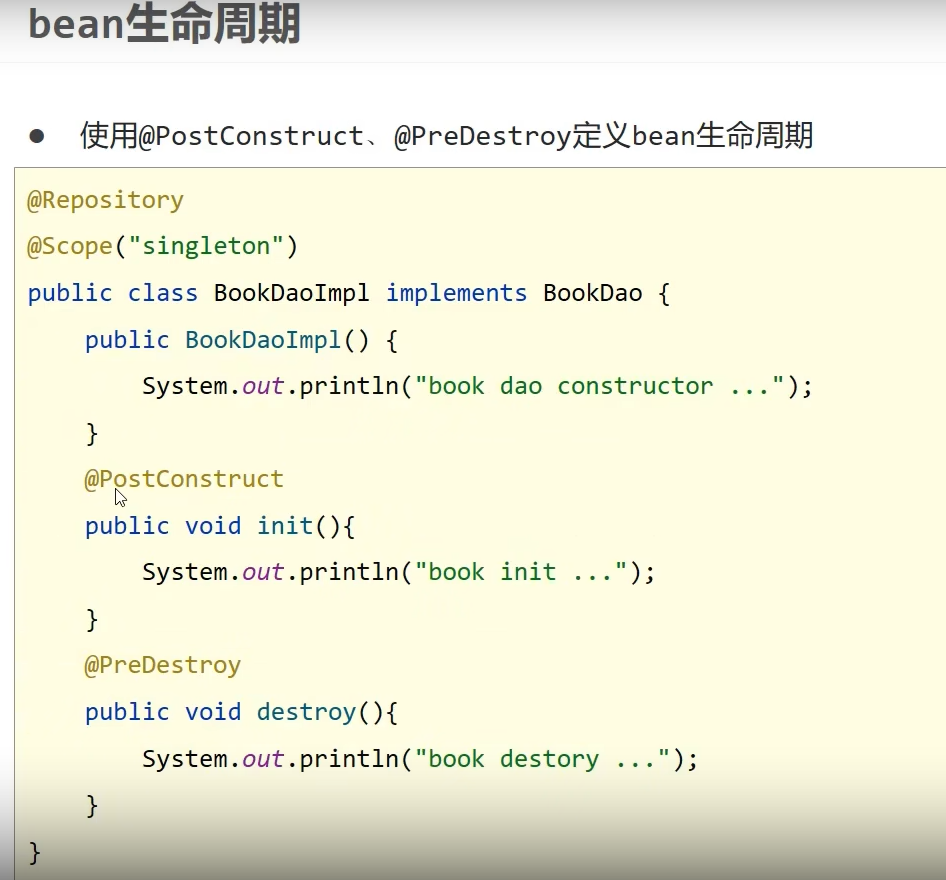 bean生命周期
● 使用@PostConstruct、@PreDestroy定义bean生命周期
@Repository
@Scope("singleton")
public class BookDaoImpl implements BookDao {
    public BookDaoImpl() {
        System.out.println("book dao constructor ...");
    }
    @PostConstruct
    public void init(){
        System.out.println("book init ...");
    }
    @PreDestroy
    public void destroy(){
        System.out.println("book destory ...");
    }
}